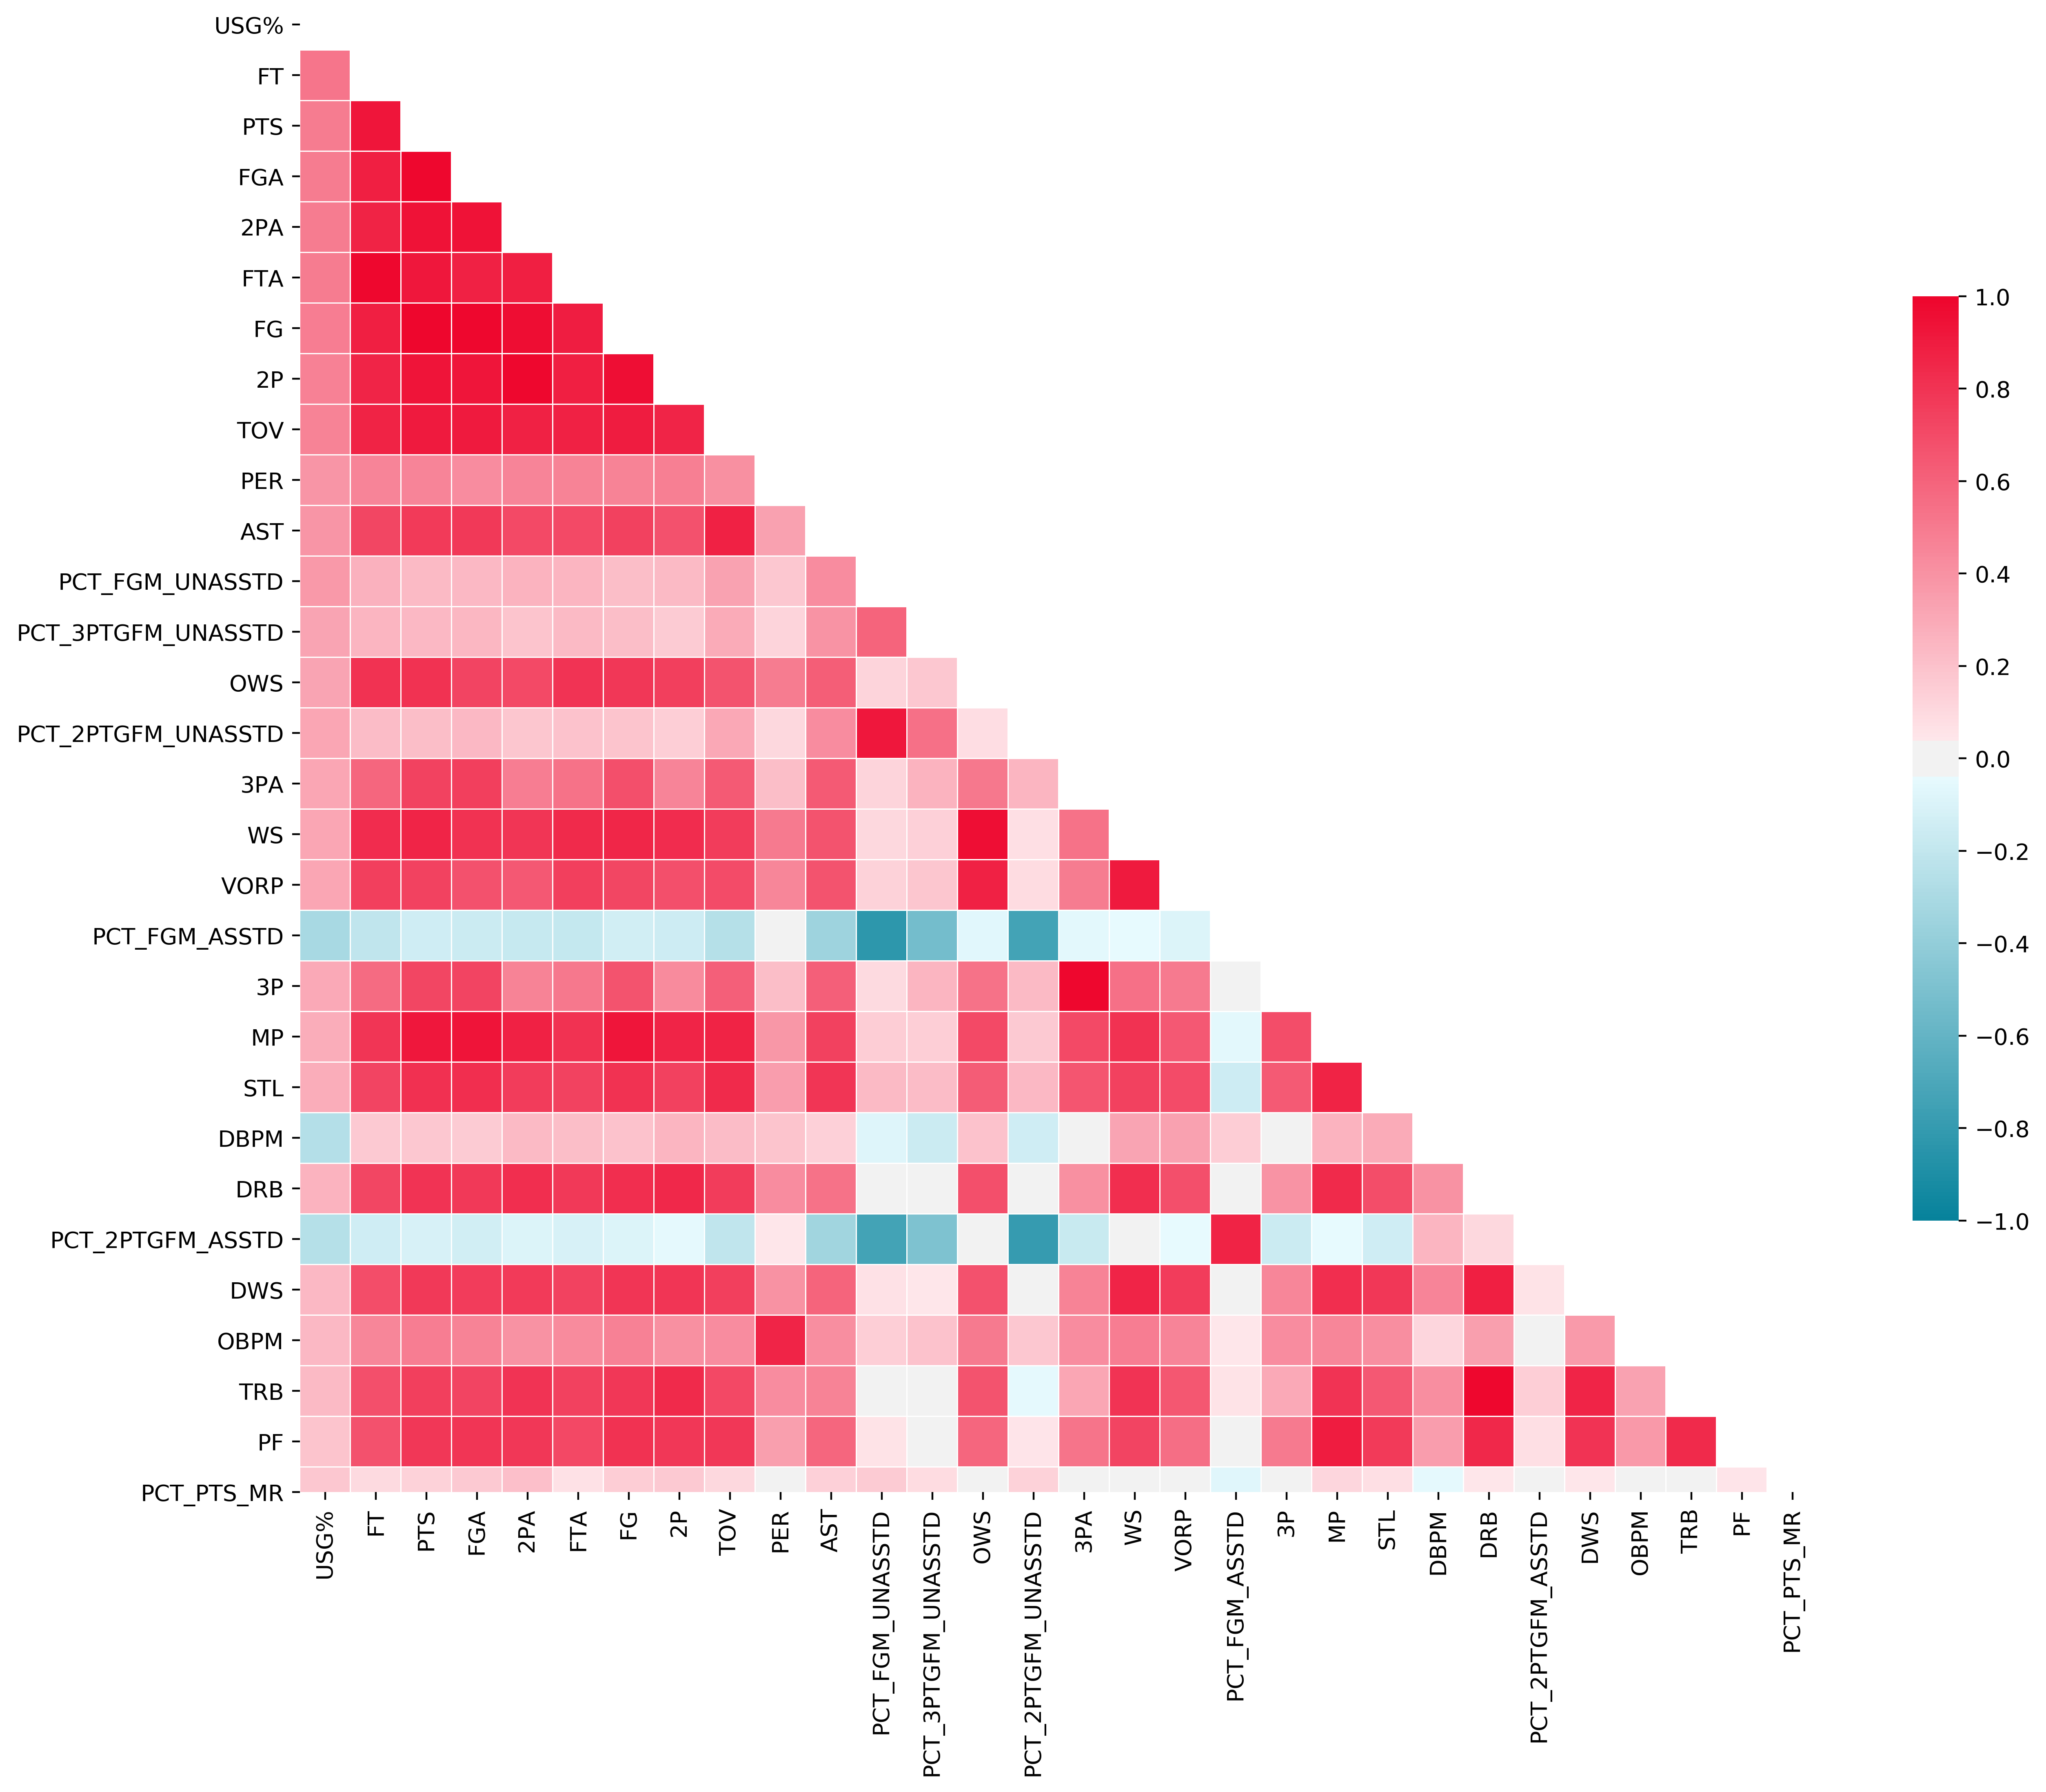 USG%
FT
PTS
FGA
2PA
FTA
FG
2P
TOV
PER
AST
PCT_FGM_UNASSTD
PCT_3PTGFM_UNASSTD
OWS
PCT_2PTGFM_UNASSTD
3PA
WS
VORP
PCT_FGM_ASSTD
3P
MP
STL
DBPM
DRB
PCT_2PTGFM_ASSTD
DWS
OBPM
TRB
PF
PCT_PTS_MR
USG%
FT
PTS
FGA
2PA
FTA
FG
2P
TOV
PER
AST
PCT_FGM_UNASSTD
PCT_3PTGFM_UNASSTD
OWS
PCT_2PTGFM_UNASSTD
3PA
WS
VORP
PCT_FGM_ASSTD
3P
MP
STL
DBPM
DRB
PCT_2PTGFM_ASSTD
DWS
OBPM
TRB
PF
PCT_PTS_MR
1.0
0.8
0.6
0.4
0.2
0.0
−0.2
−0.4
−0.6
−0.8
−1.0